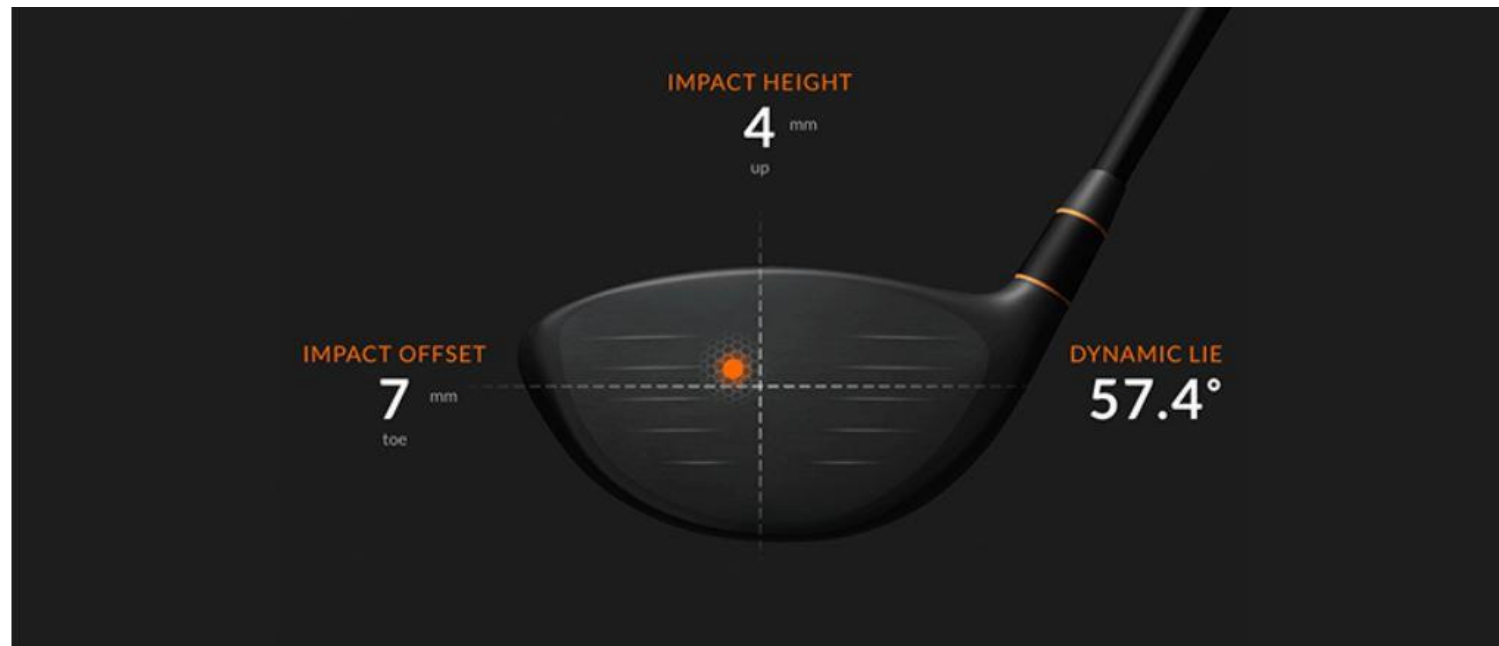 IMPACT HEIGHT
4 mm
up
IMPACT OFFSET
7 mm
toe
DYNAMIC LIE
57.4°